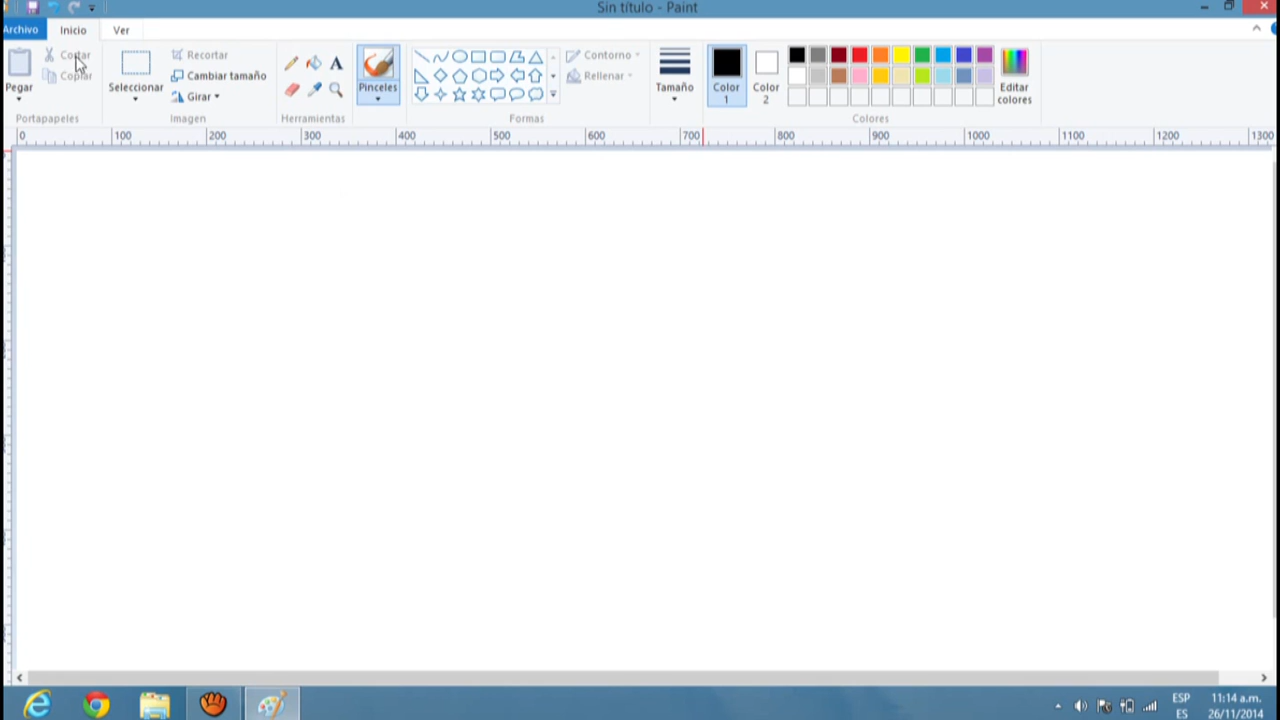 Sin título - Paint
Archivo Inicio Ver
Cortar Recortar Contorno
Copiar Cambiar tamaño Rellenar
Pegar Seleccionar Girar Pinceles Tamaño Color 1 Color 2 Editar colores
Portapapeles Imagen Herramientas Formas Colores
0 100 200 300 400 500 600 700 800 900 1000 1100 1200 1300
ESP 11:14 a.m.
ES 26/11/2014